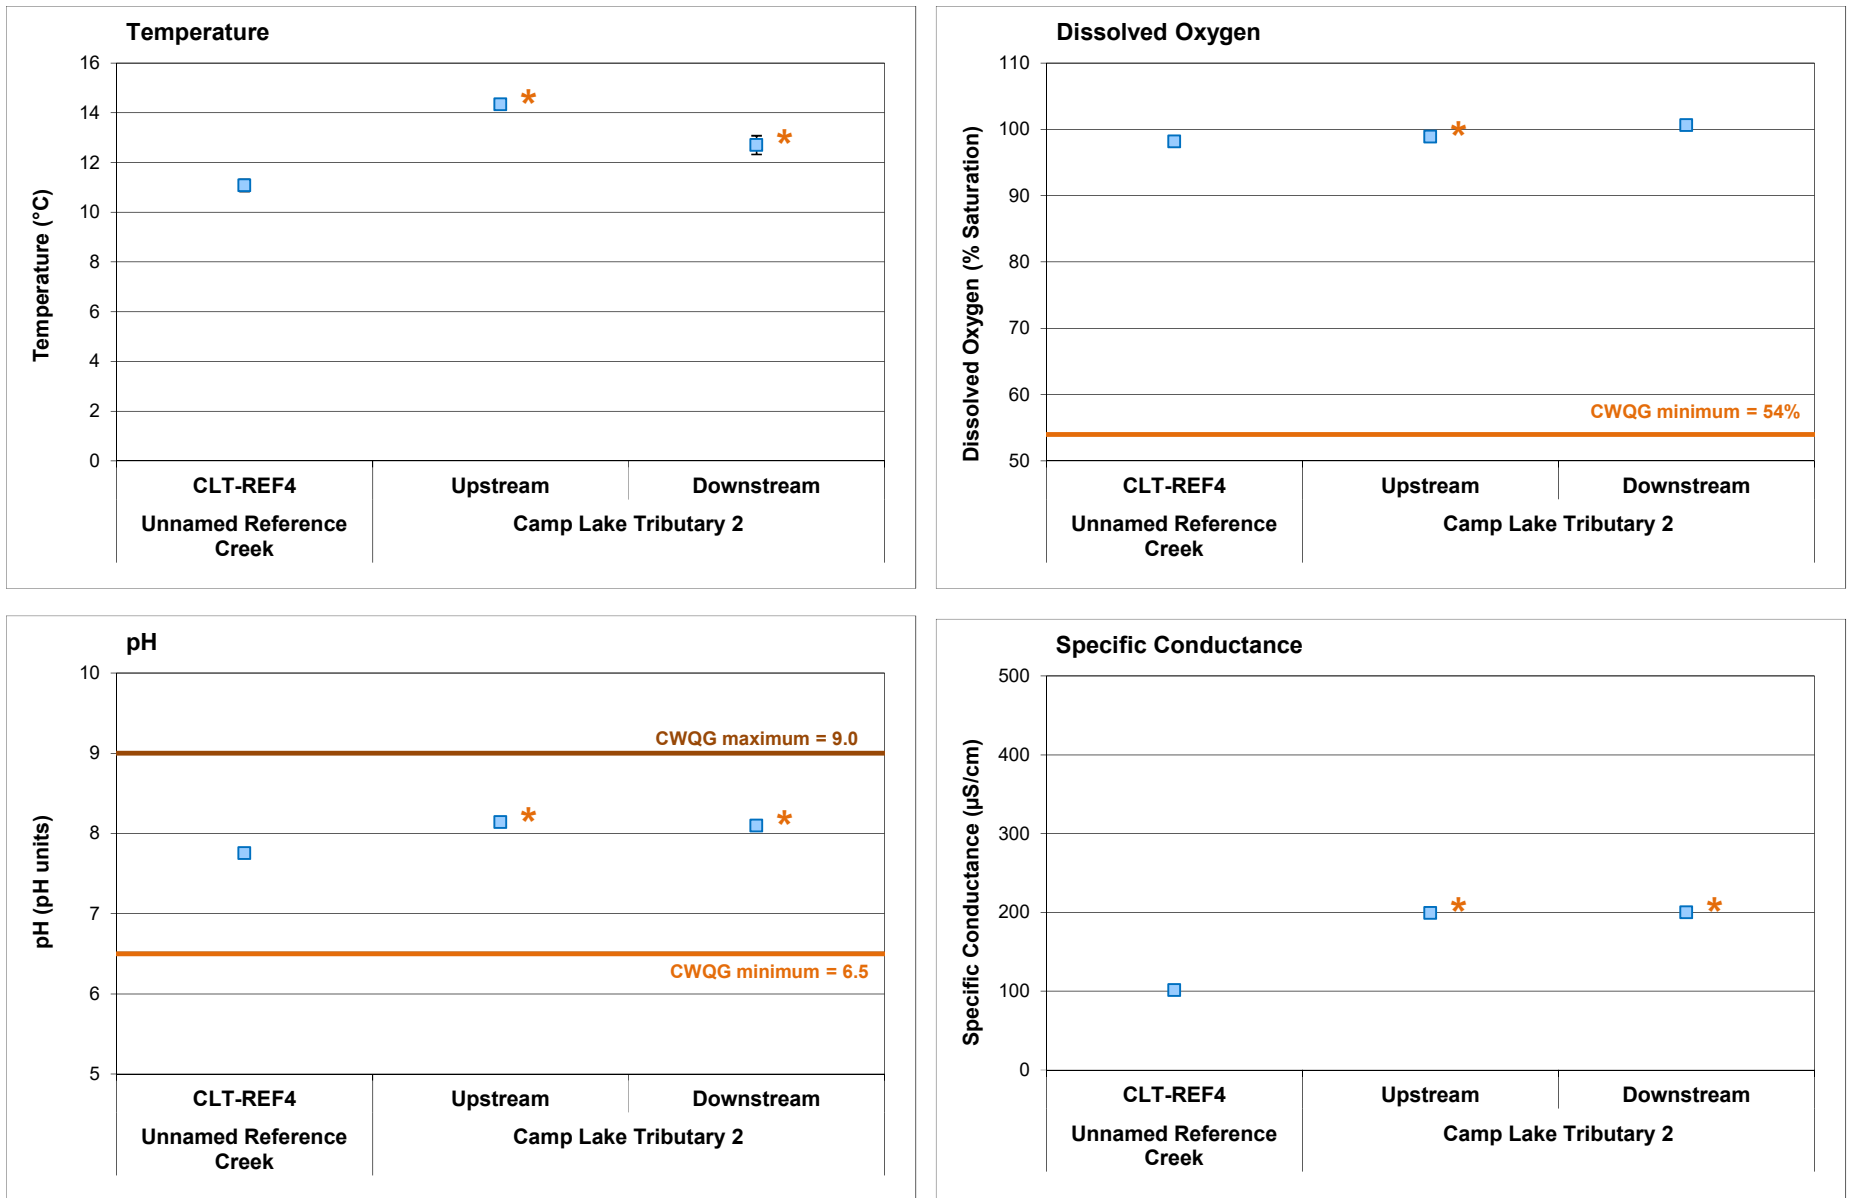 Temperature
16
14
12
10
8
6
4
2
0
Temperature (°C)
*
*
CLT-REF4 Upstream Downstream
Unnamed Reference Creek Camp Lake Tributary 2
Dissolved Oxygen
110
100
90
80
70
60
50
Dissolved Oxygen (% Saturation)
*
CWQG minimum = 54%
CLT-REF4 Upstream Downstream
Unnamed Reference Creek Camp Lake Tributary 2
pH
10
9
8
7
6
5
pH (pH units)
CWQG maximum = 9.0
*
*
CWQG minimum = 6.5
CLT-REF4 Upstream Downstream
Unnamed Reference Creek Camp Lake Tributary 2
Specific Conductance
500
400
300
200
100
0
Specific Conductance (µS/cm)
*
*
CLT-REF4 Upstream Downstream
Unnamed Reference Creek Camp Lake Tributary 2